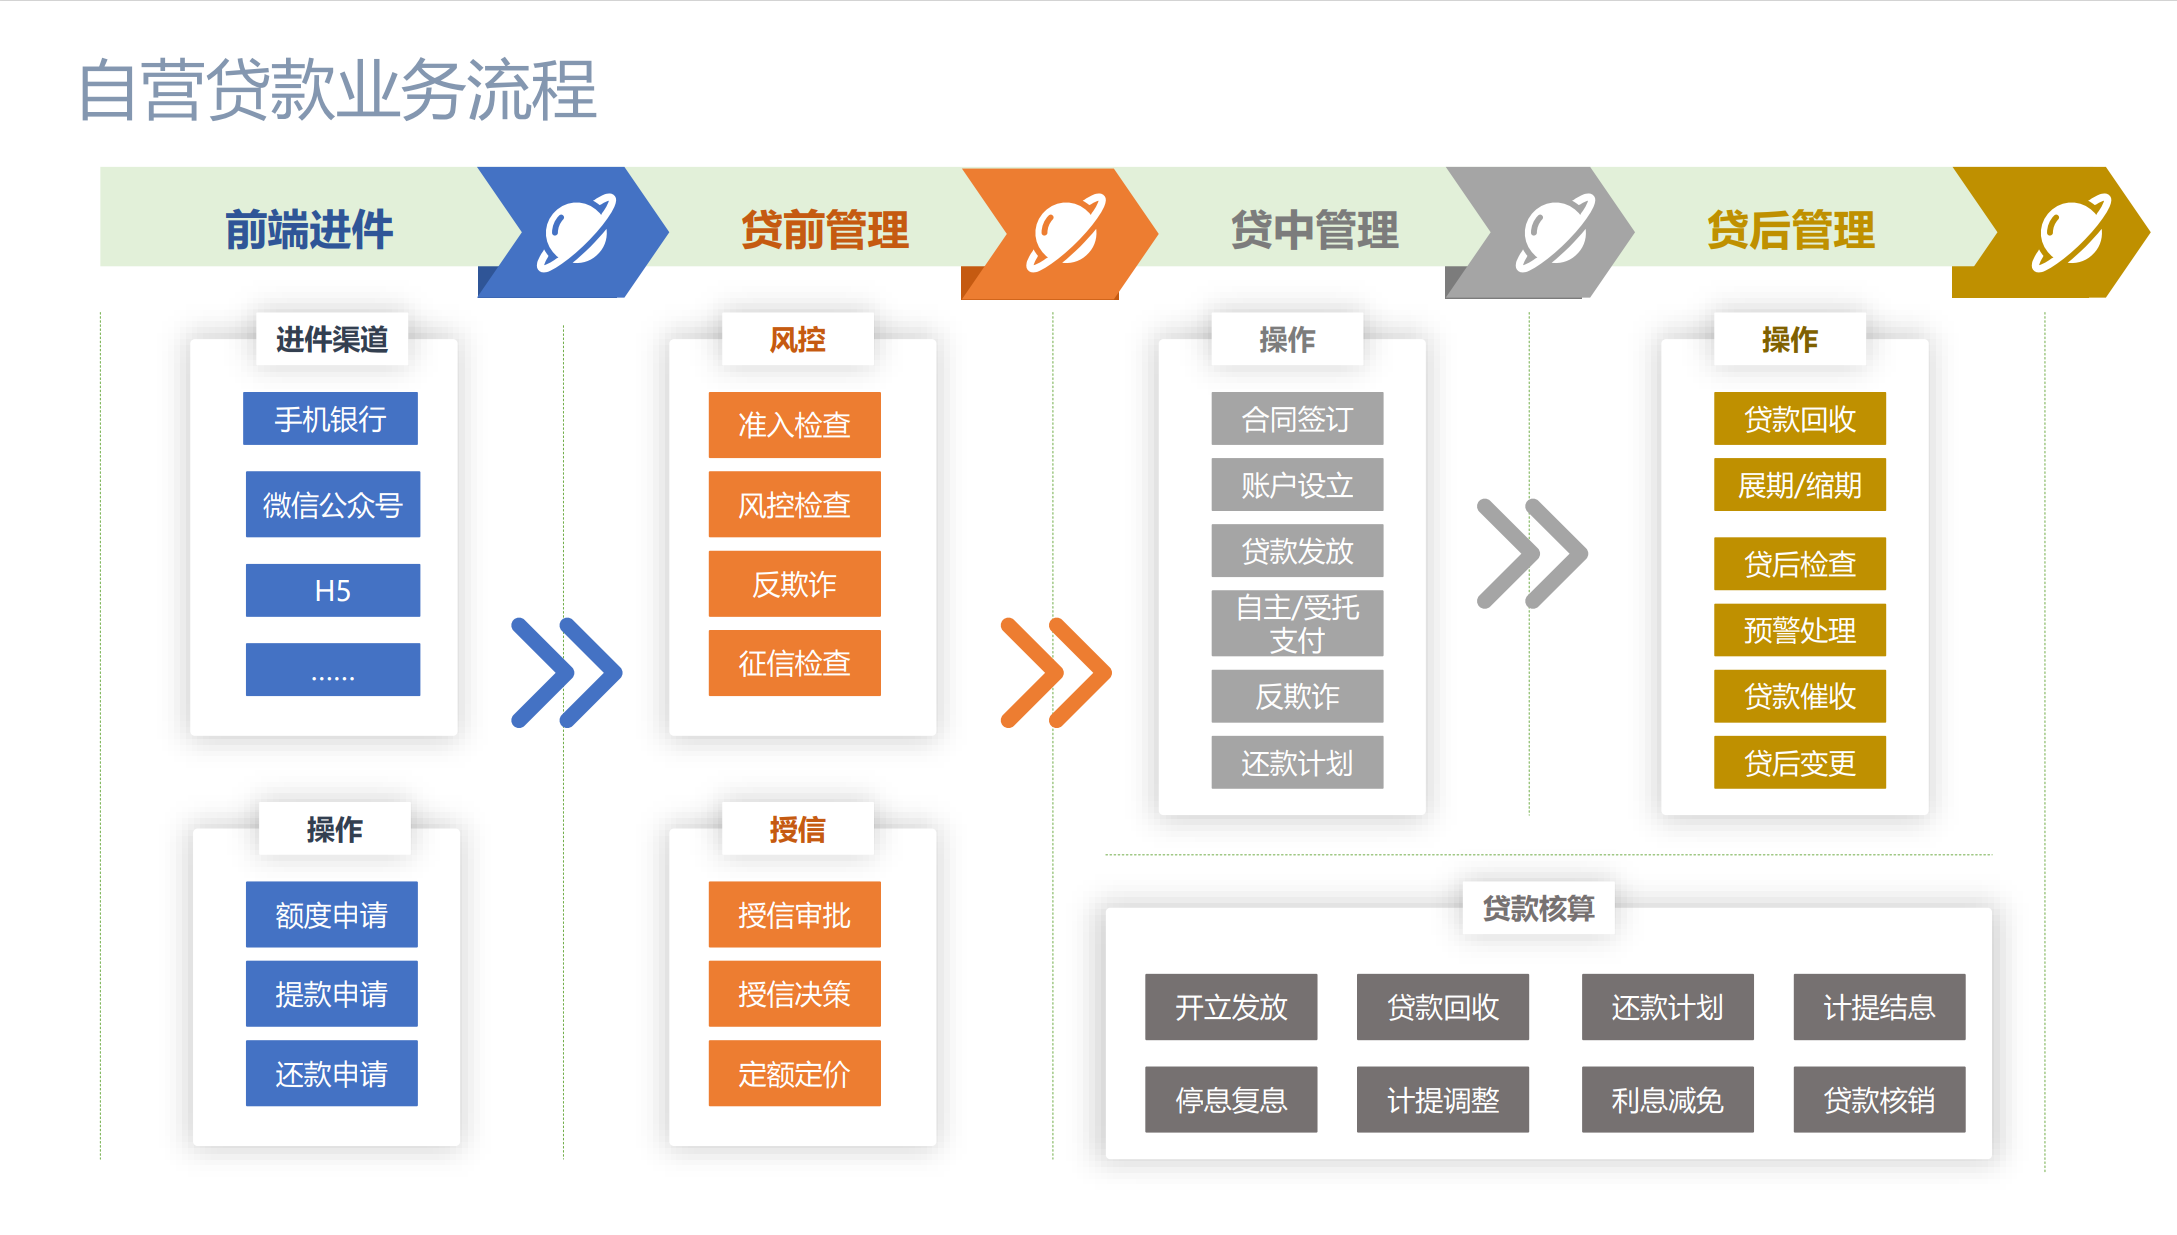 自营贷款业务流程
前端进件
贷前管理
贷中管理
贷后管理
进件渠道
手机银行
微信公众号
H5
......
操作
额度申请
提款申请
还款申请
风控
准入检查
风控检查
反欺诈
征信检查
授信
授信审批
授信决策
定额定价
操作
合同签订
账户设立
贷款发放
自主/受托
支付
反欺诈
还款计划
操作
贷款回收
展期/缩期
贷后检查
预警处理
贷款催收
贷后变更
贷款核算
开立发放
贷款回收
还款计划
计提结息
停息复息
计提调整
利息减免
贷款核销